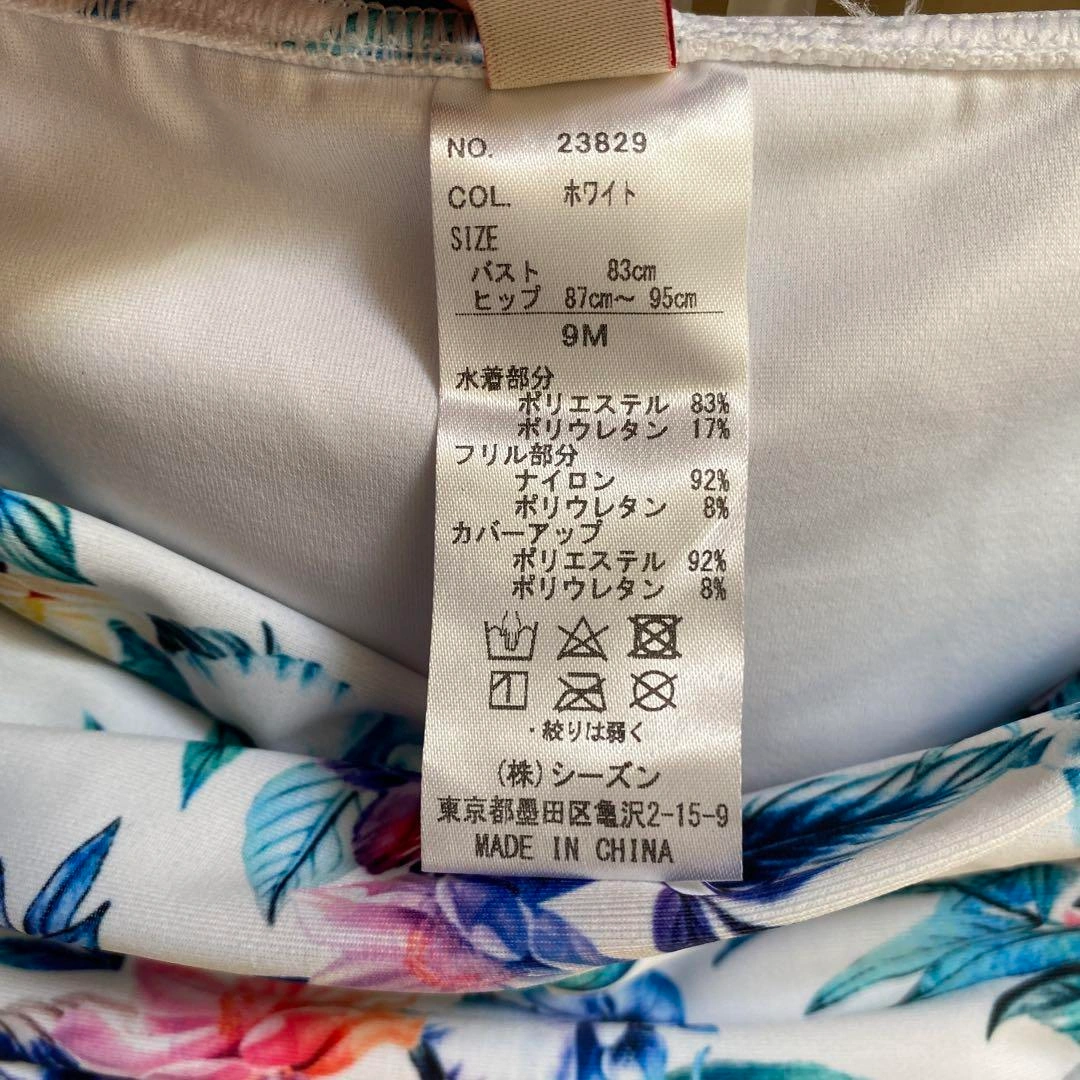 NO. 23829
COL. ホワイト
SIZE
バスト 83cm
ヒップ 87cm〜 95cm
9M
水着部分
ポリエステル 83%
ポリウレタン 17%
フリル部分
ナイロン 92%
ポリウレタン 8%
カバーアップ
ポリエステル 92%
ポリウレタン 8%
・絞りは弱く
(株)シーズン
東京都墨田区亀沢2-15-9
MADE IN CHINA